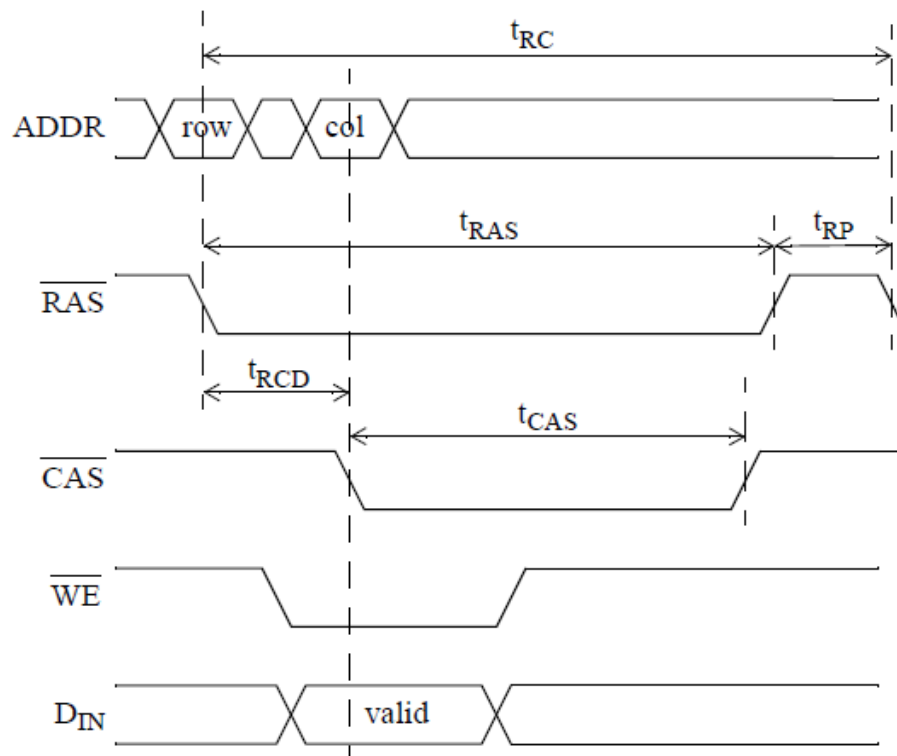 tRC
ADDR row col
tRAS tRP
RAS
tRCD
tCAS
CAS
WE
DIN valid